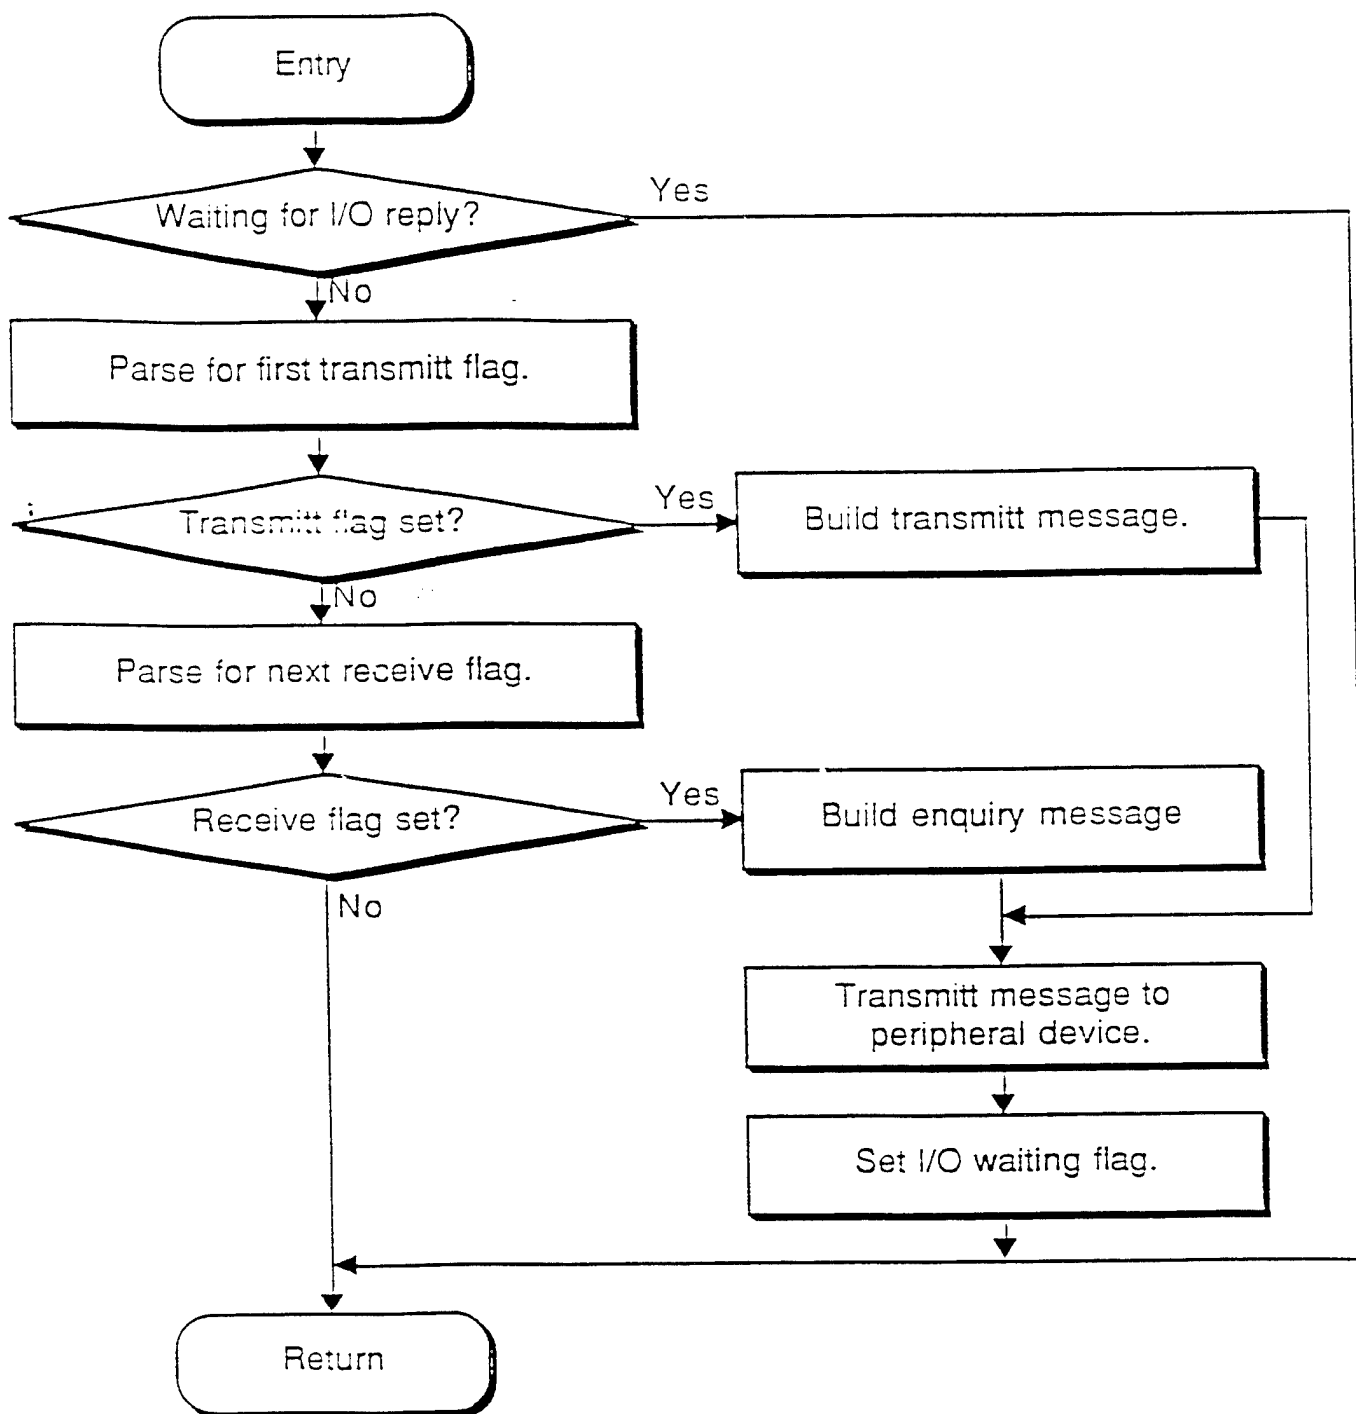 Entry
Waiting for I/O reply?
Yes
No
Parse for first transmitt flag.
Transmitt flag set?
Yes
Build transmitt message.
No
Parse for next receive flag.
Receive flag set?
Yes
Build enquiry message
No
Transmitt message to
peripheral device.
Set I/O waiting flag.
Return